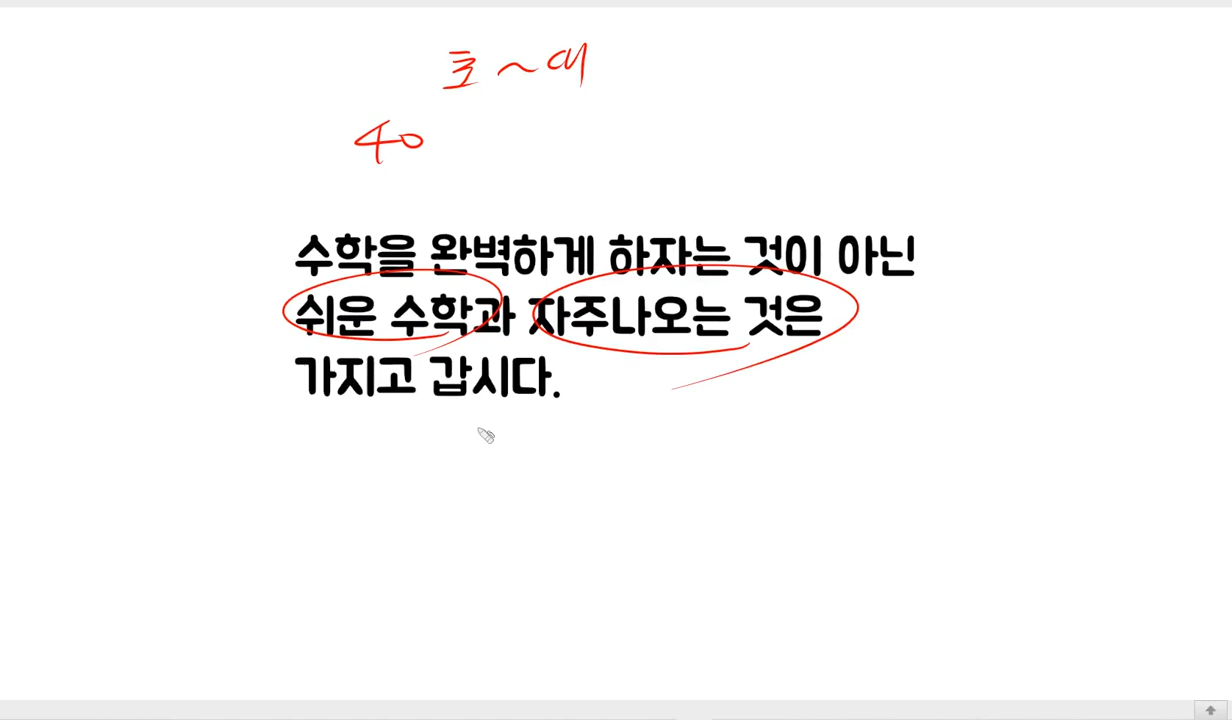 초~대
40
수학을 완벽하게 하자는 것이 아닌
쉬운 수학과 자주나오는 것은
가지고 갑시다.